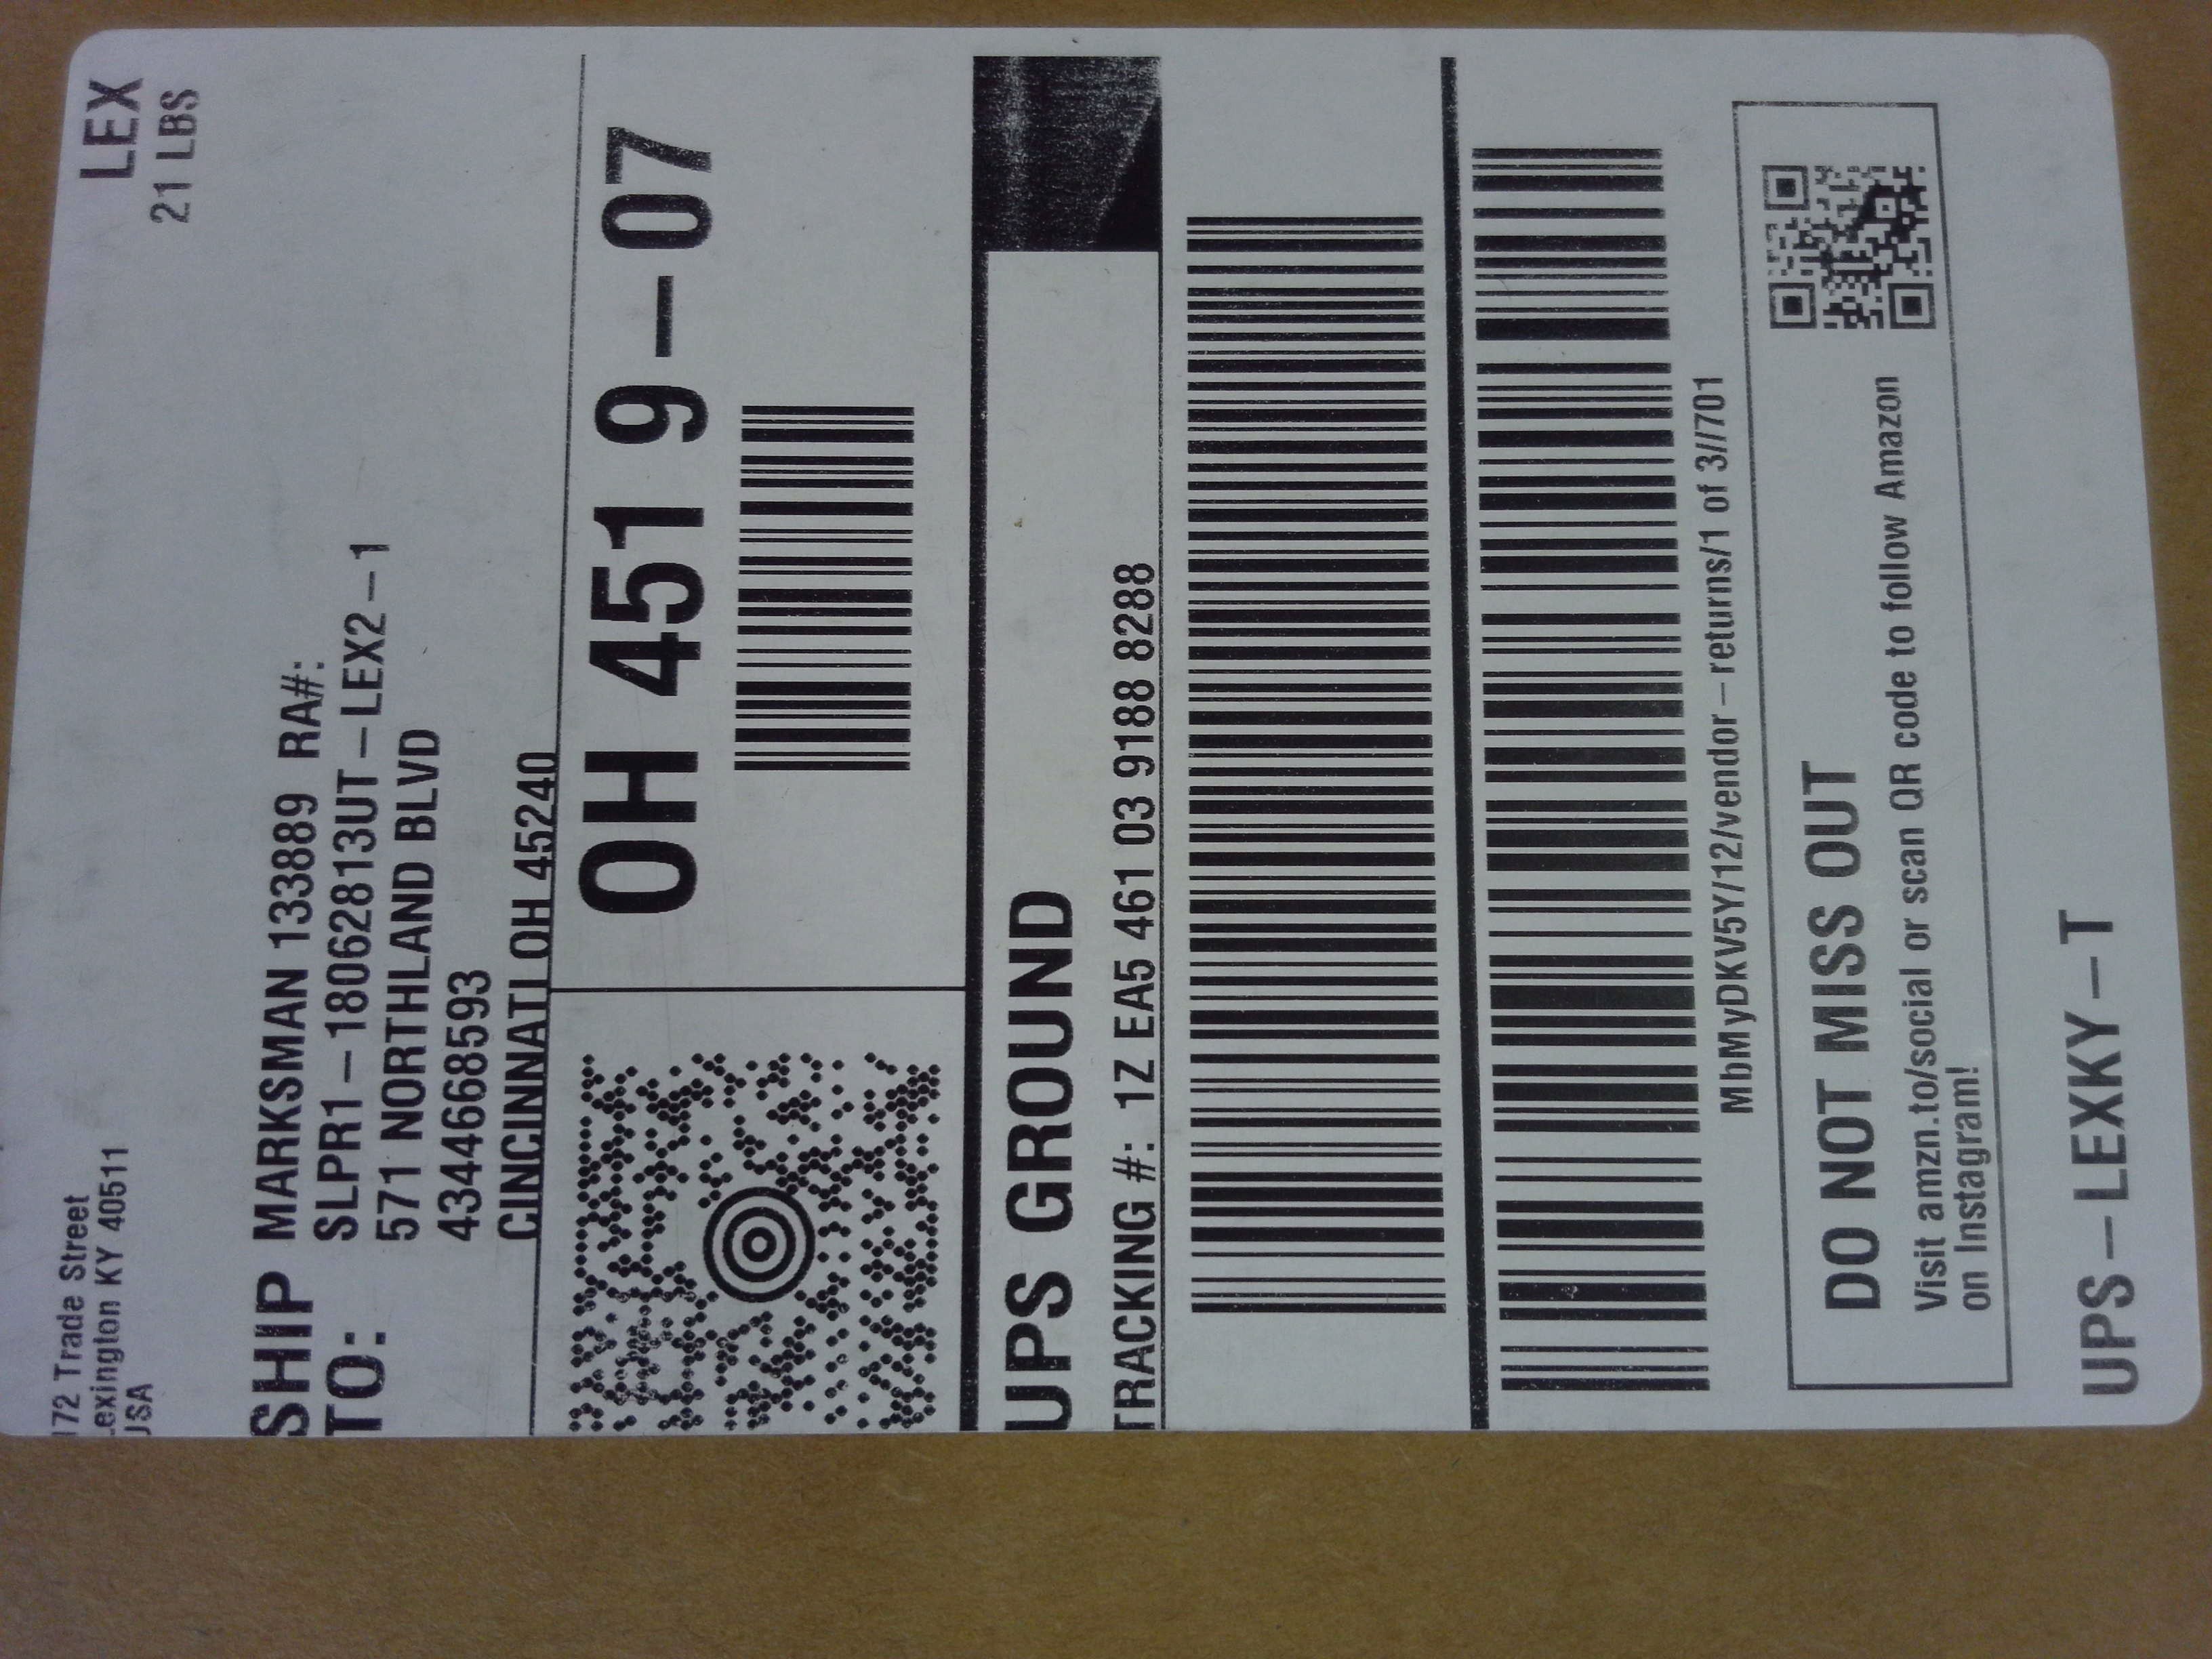 172 Trade Street
Lexington KY 40511
USA
LEX
21 LBS
SHIP TO:
MARKSMAN 133889 RA#:
SLPR1-18062813UT-LEX2-1
571 NORTHLAND BLVD
4344668593
CINCINNATI OH 45240
OH 451 9-07
UPS GROUND
TRACKING #: 1Z EA5 461 03 9188 8288
MbMyDKV5Y/12/vendor-returns/1 of 3//701
DO NOT MISS OUT
Visit amzn.to/social or scan QR code to follow Amazon
on Instagram!
UPS-LEXKY-T